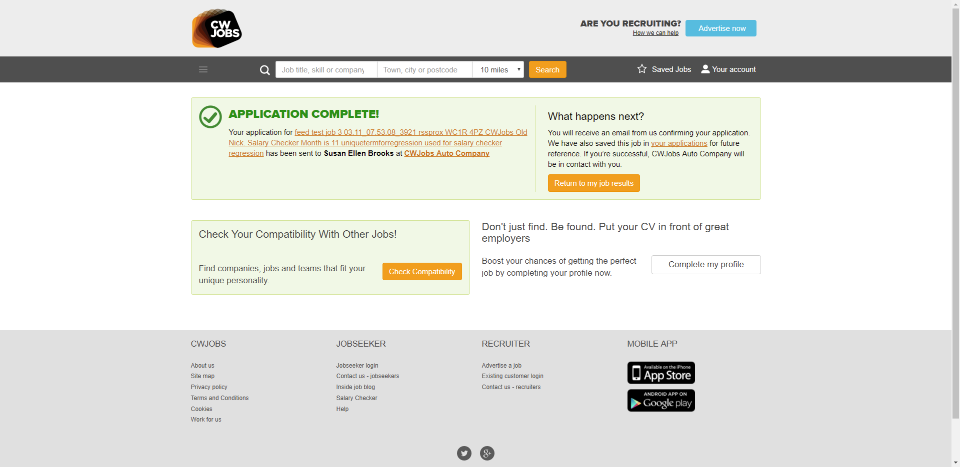 CW
JOBS
ARE YOU RECRUITING?
How we can help
Advertise now
Job title, skill or company
Town, city or postcode
10 miles
Search
Saved Jobs
Your account
APPLICATION COMPLETE!
Your application for feed test job 3 03.11_07.53.08_3921 rssprox WC1R 4PZ CWJobs Old
Nick. Salary Checker Month is 11 uniquetermforregression used for salary checker
regression has been sent to Susan Ellen Brooks at CWJobs Auto Company
What happens next?
You will receive an email from us confirming your application.
We have also saved this job in your applications for future
reference. If you're successful, CWJobs Auto Company will
be in contact with you.
Return to my job results
Check Your Compatibility With Other Jobs!
Find companies, jobs and teams that fit your
unique personality.
Check Compatibility
Don't just find. Be found. Put your CV in front of great
employers
Boost your chances of getting the perfect
job by completing your profile now.
Complete my profile
CWJOBS
About us
Site map
Privacy policy
Terms and Conditions
Cookies
Work for us
JOBSEEKER
Jobseeker login
Contact us - jobseekers
Inside job blog
Salary Checker
Help
RECRUITER
Advertise a job
Existing customer login
Contact us - recruiters
MOBILE APP
Available on the iPhone
App Store
ANDROID APP ON
Google play
g+